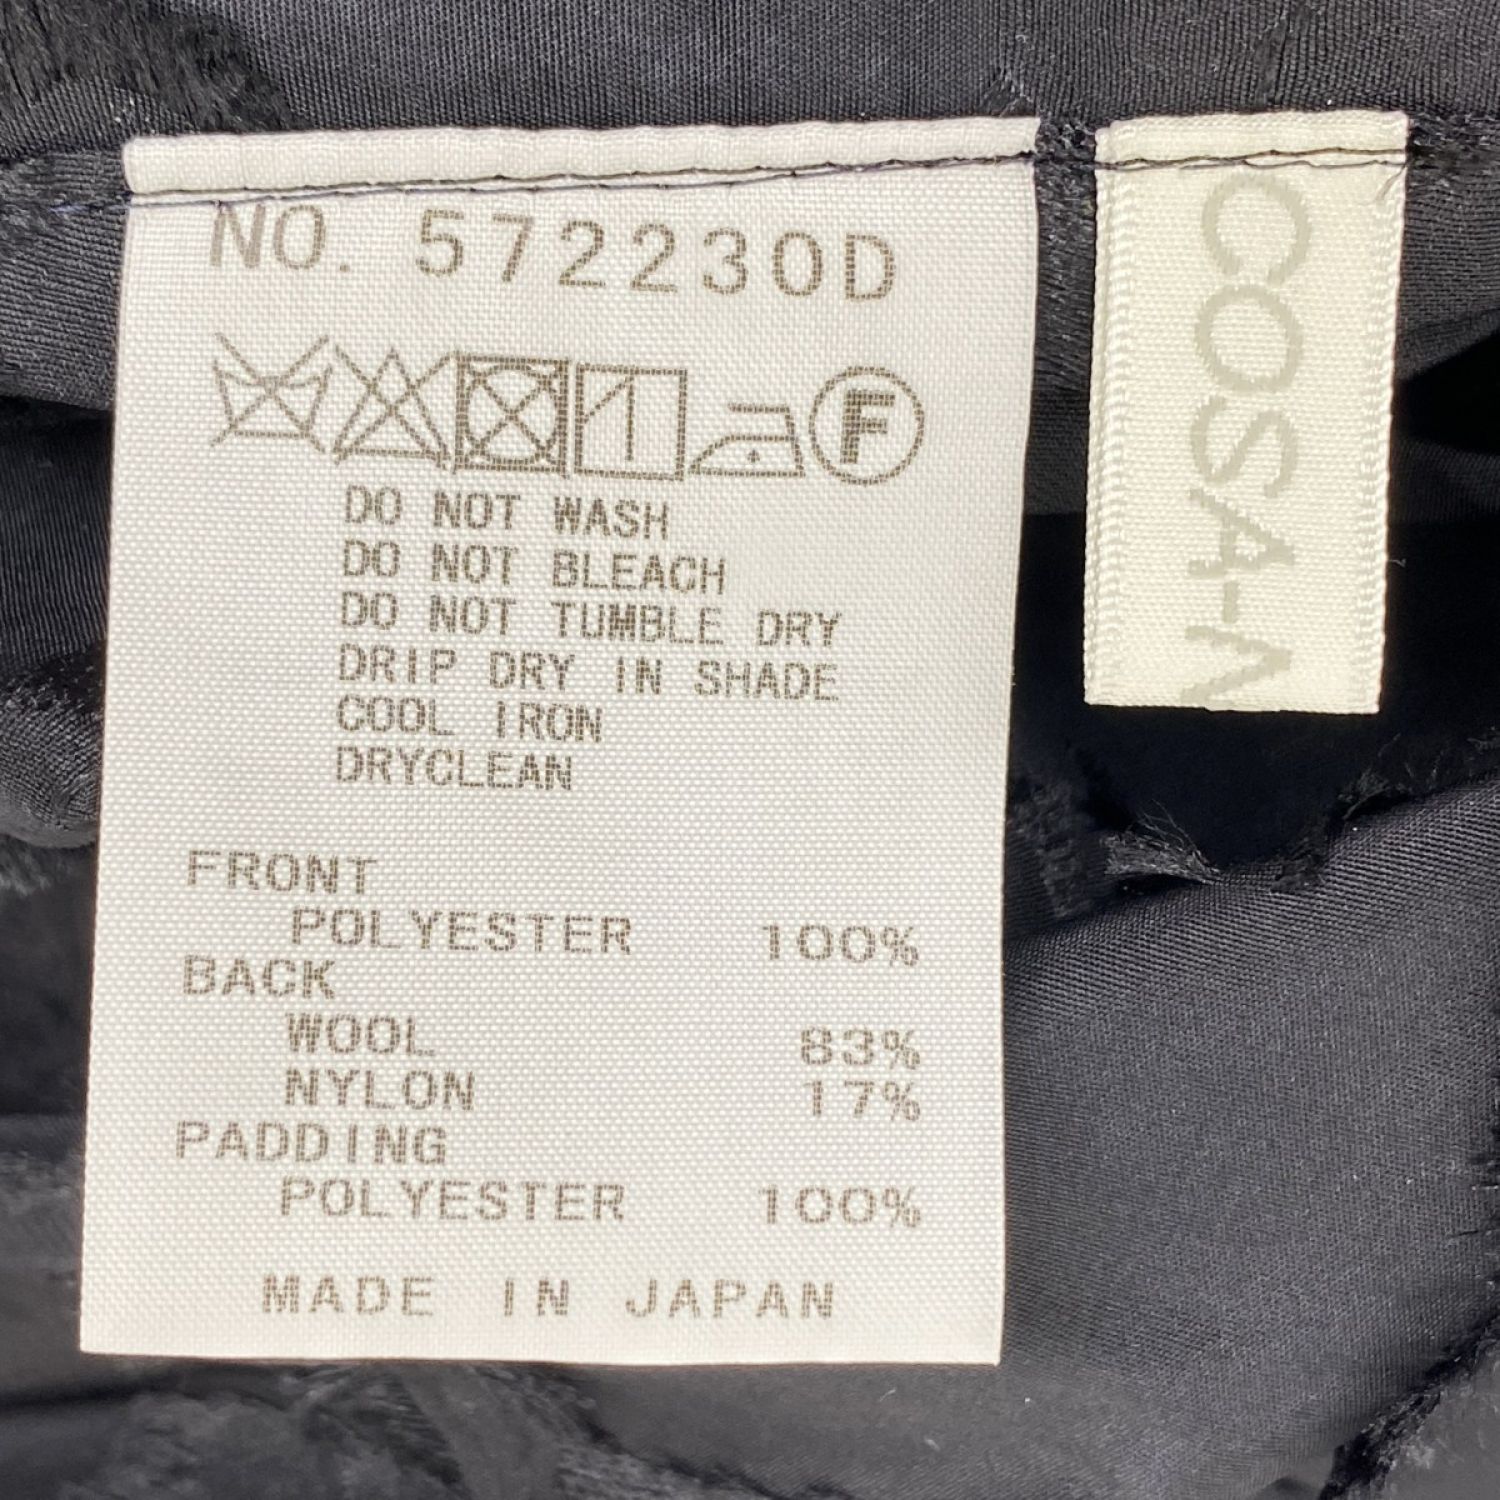 NO. 572230D
F
DO NOT WASH
DO NOT BLEACH
DO NOT TUMBLE DRY
DRIP DRY IN SHADE
COOL IRON
DRYCLEAN
FRONT
POLYESTER 100%
BACK
WOOL 83%
NYLON 17%
PADDING
POLYESTER 100%
MADE IN JAPAN
COSA-